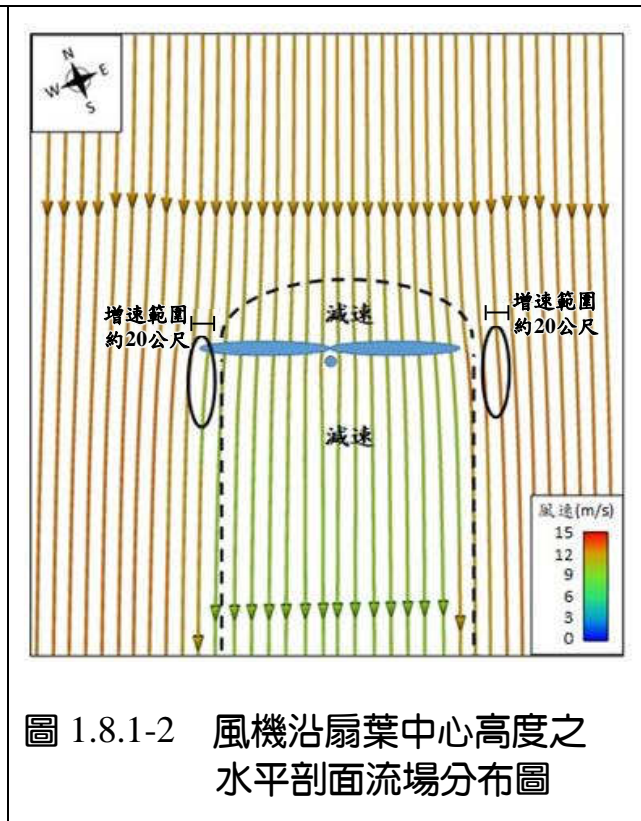 N
W E
S
增速範圍
約20公尺
減速
增速範圍
約20公尺
減速
風速(m/s)
15
12
9
6
3
0
圖 1.8.1-2 風機沿扇葉中心高度之
水平剖面流場分布圖